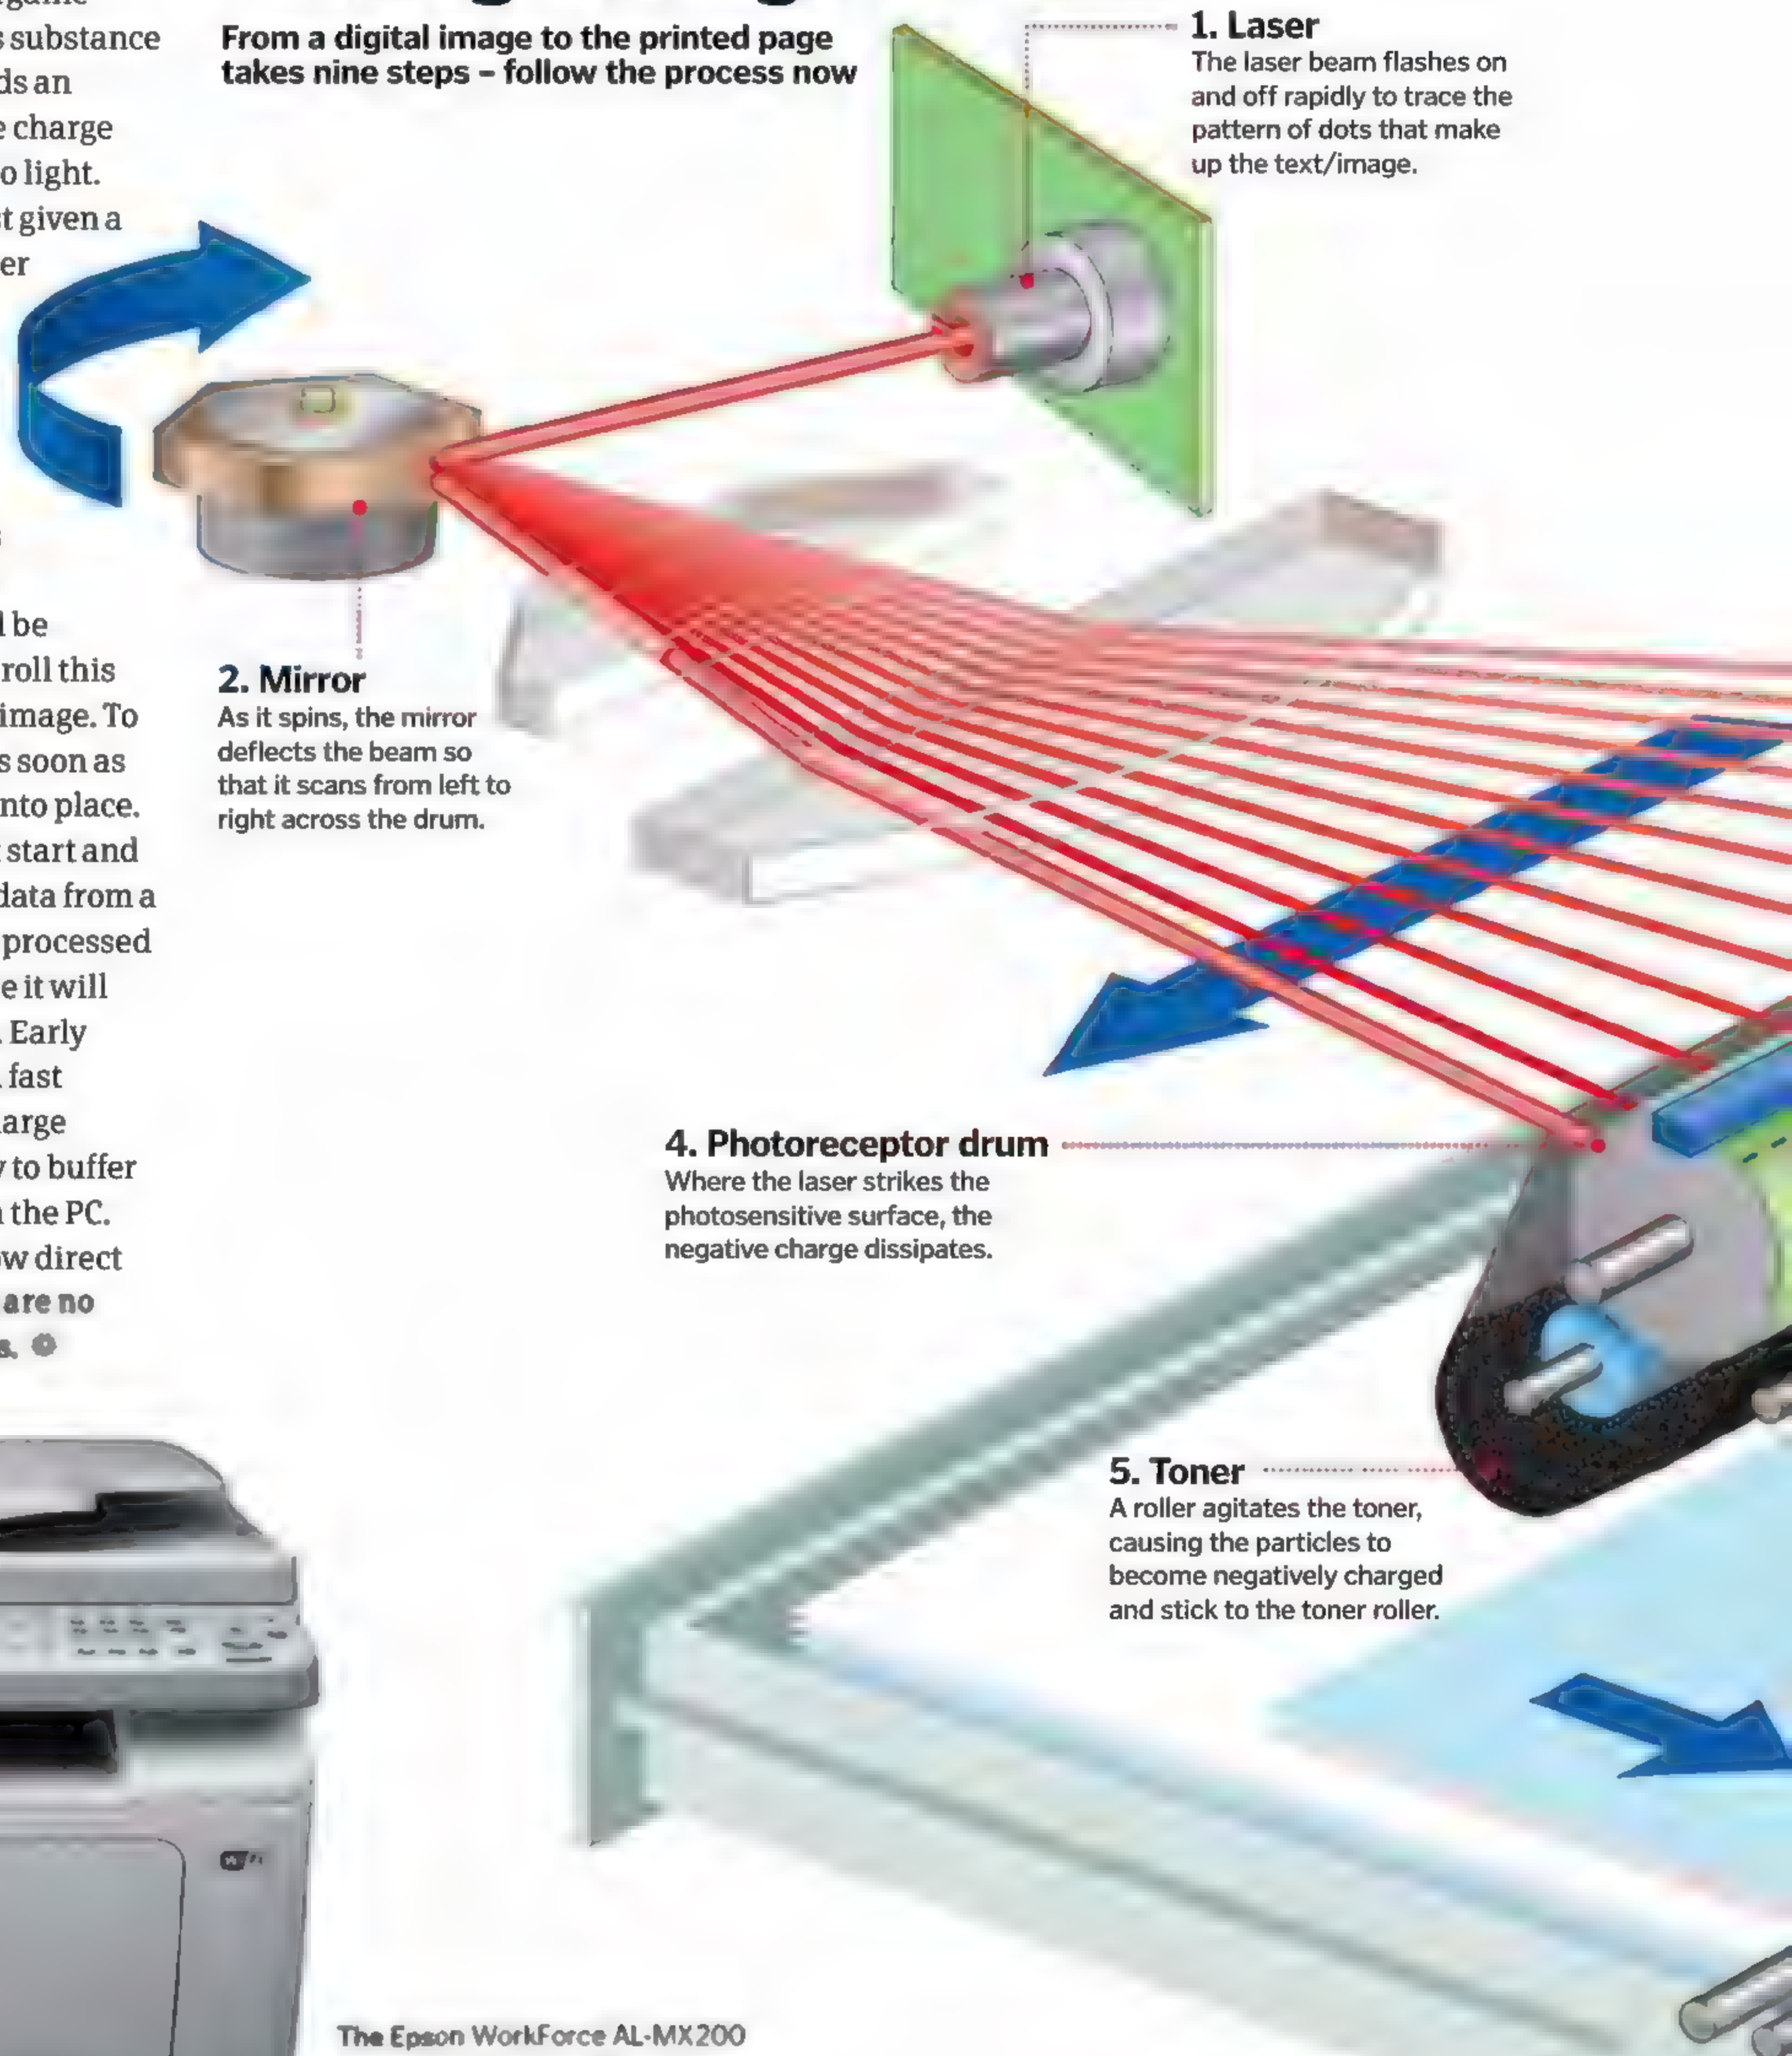 substance
ds an
charge
o light.
t given a
er
l be
roll this
image. To
s soon as
nto place.
start and
data from a
processed
e it will
. Early
fast
arge
y to buffer
the PC.
ow direct
are no
s.
From a digital image to the printed page
takes nine steps – follow the process now
1. Laser
The laser beam flashes on
and off rapidly to trace the
pattern of dots that make
up the text/image.
2. Mirror
As it spins, the mirror
deflects the beam so
that it scans from left to
right across the drum.
4. Photoreceptor drum
Where the laser strikes the
photosensitive surface, the
negative charge dissipates.
5. Toner
A roller agitates the toner,
causing the particles to
become negatively charged
and stick to the toner roller.
The Epson WorkForce AL-MX200